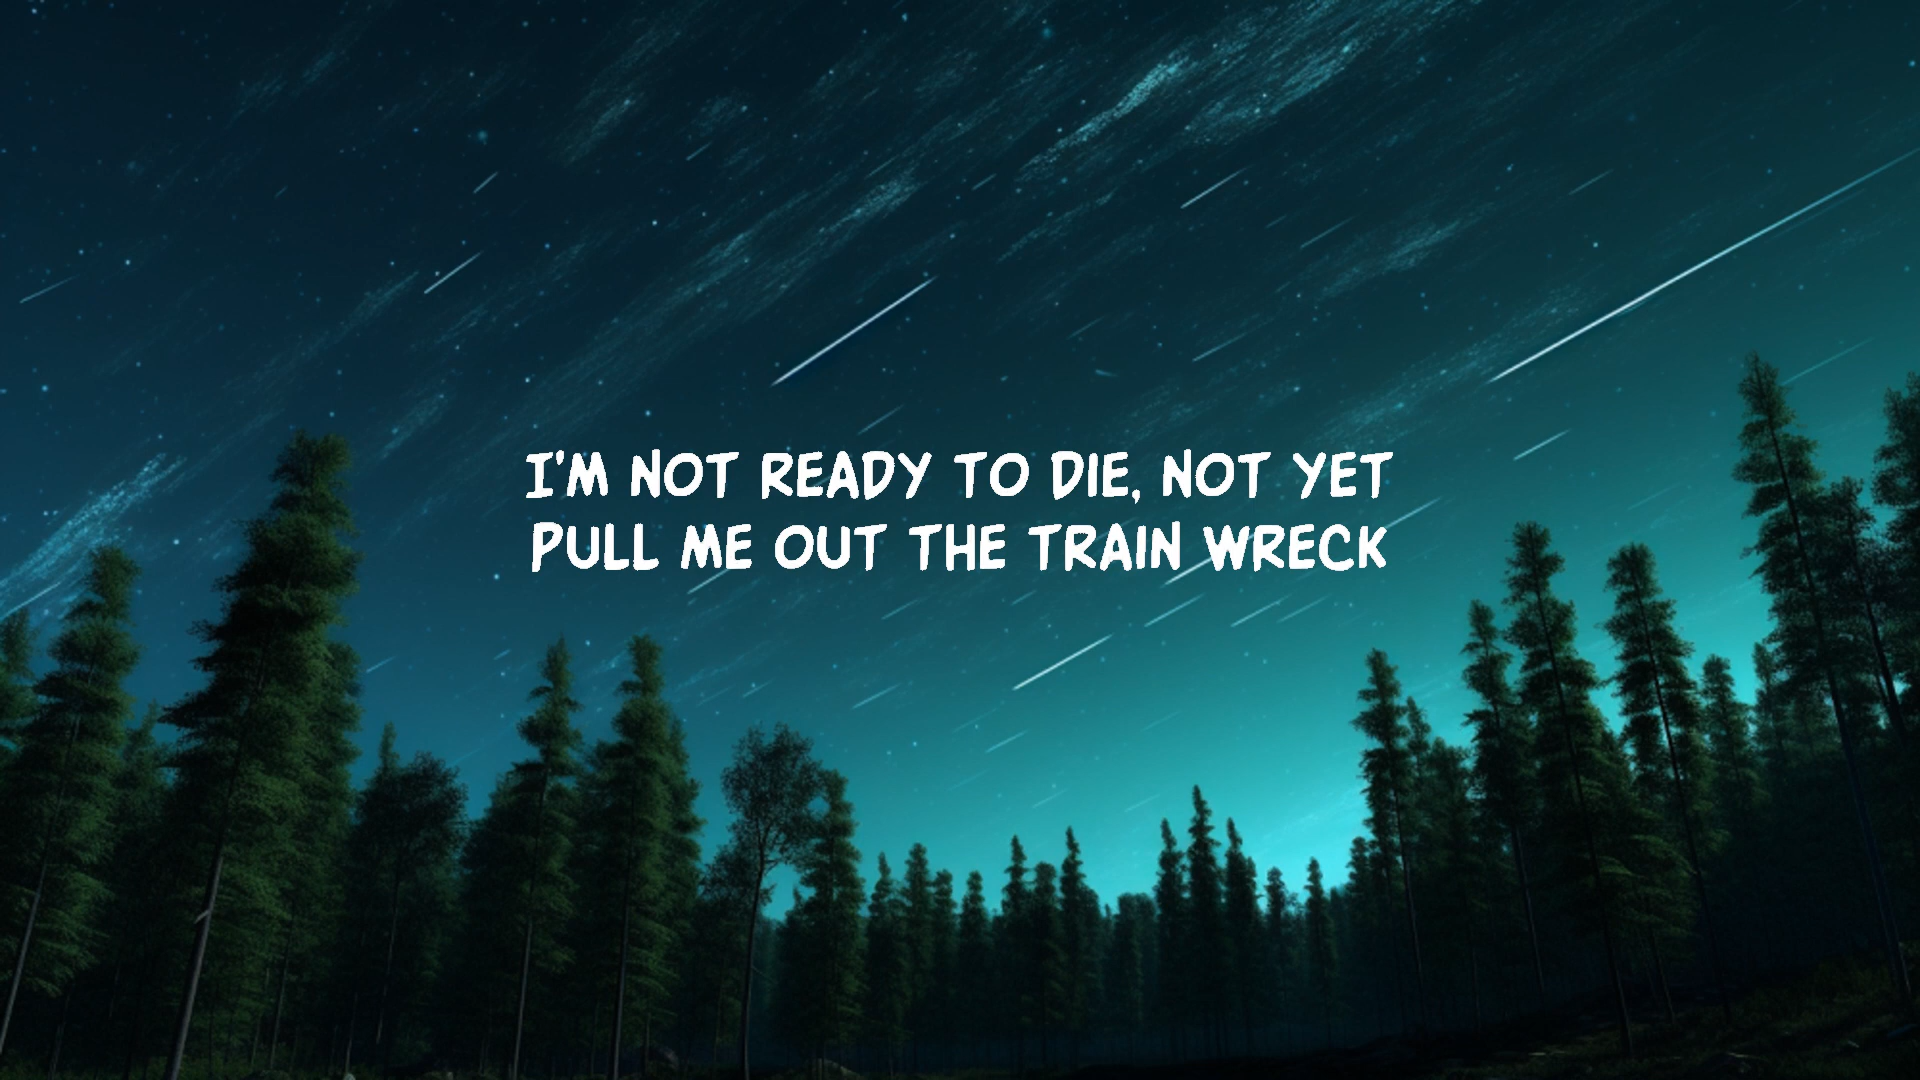 I'M NOT READY TO DIE, NOT YET
PULL ME OUT THE TRAIN WRECK